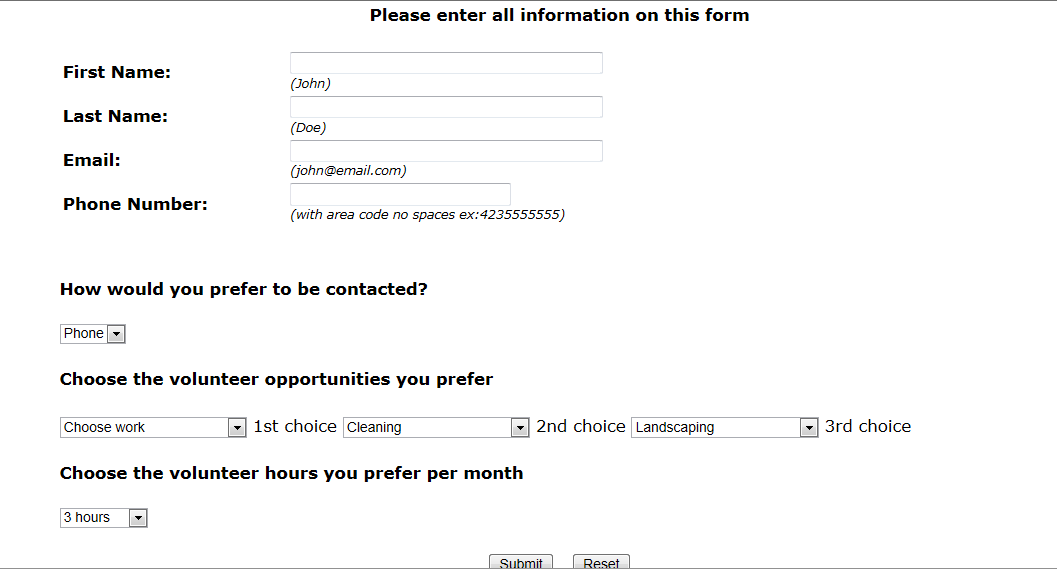 Please enter all information on this form
First Name:
(John)
Last Name:
(Doe)
Email:
(john@email.com)
Phone Number:
(with area code no spaces ex:4235555555)
How would you prefer to be contacted?
Phone
Choose the volunteer opportunities you prefer
Choose work 1st choice Cleaning 2nd choice Landscaping 3rd choice
Choose the volunteer hours you prefer per month
3 hours
Submit Reset